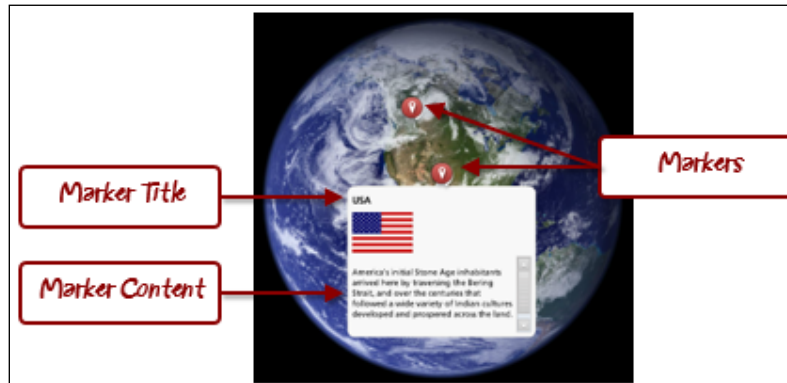 Markers
Marker Title
USA
Marker Content
America's initial Stone Age inhabitants
arrived here by traversing the Bering
Strait, and over the centuries that
followed a wide variety of Indian cultures
developed and prospered across the land.